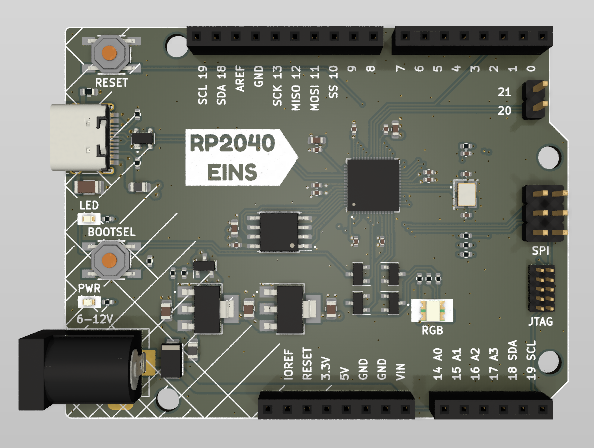 RESET
SCL 19
SDA 18
AREF
GND
SCK 13
MISO 12
MOSI 11
SS 10
9
8
7
6
5
4
3
2
1
0
21
20
RP2040
EINS
LED
BOOTSEL
PWR
6-12V
SPI
JTAG
RGB
IOREF
RESET
3.3V
5V
GND
GND
VIN
14 A0
15 A1
16 A2
17 A3
18 SDA
19 SCL